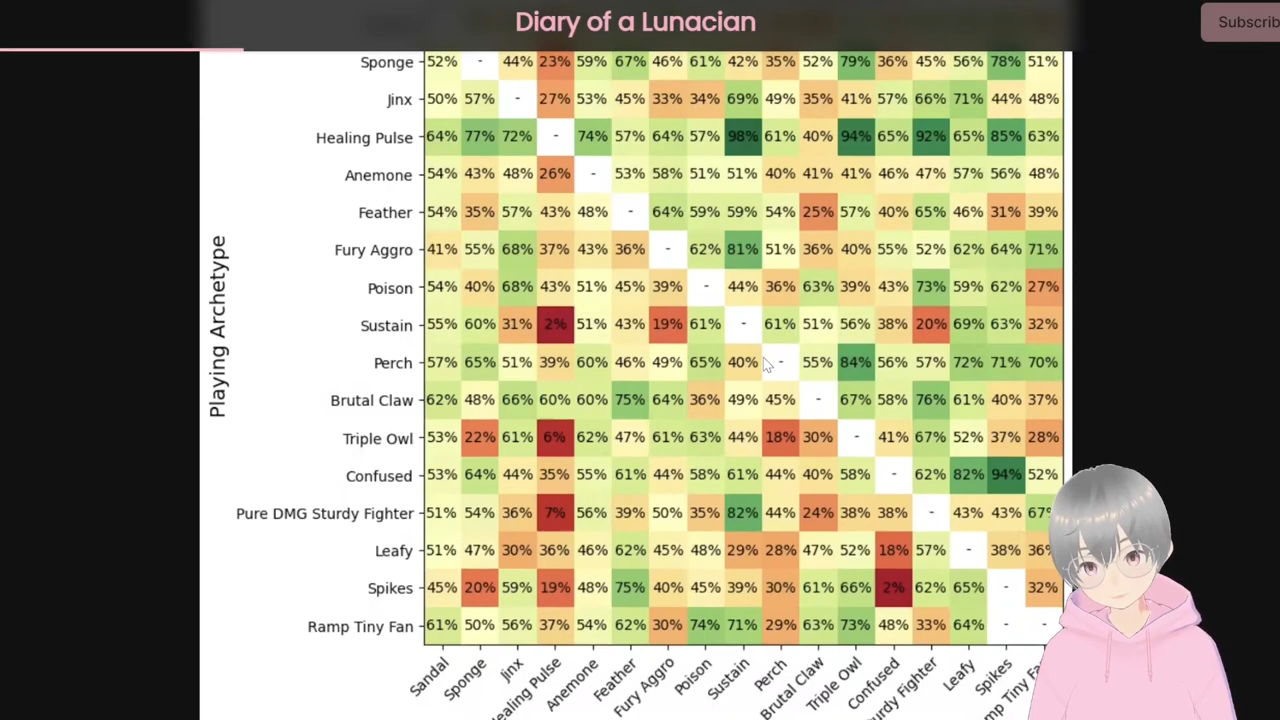 Diary of a Lunacian
Subscrib
Sponge 52% - 44% 23% 59% 67% 46% 61% 42% 35% 52% 79% 36% 45% 56% 78% 51%
Jinx 50% 57% - 27% 53% 45% 33% 34% 69% 49% 35% 41% 57% 66% 71% 44% 48%
Healing Pulse 64% 77% 72% - 74% 57% 64% 57% 98% 61% 40% 94% 65% 92% 65% 85% 63%
Anemone 54% 43% 48% 26% - 53% 58% 51% 51% 40% 41% 41% 46% 47% 57% 56% 48%
Feather 54% 35% 57% 43% 48% - 64% 59% 59% 54% 25% 57% 40% 65% 46% 31% 39%
Fury Aggro 41% 55% 68% 37% 43% 36% - 62% 81% 51% 36% 40% 55% 52% 62% 64% 71%
Poison 54% 40% 68% 43% 51% 45% 39% - 44% 36% 63% 39% 43% 73% 59% 62% 27%
Sustain 55% 60% 31% 2% 51% 43% 19% 61% - 61% 51% 56% 38% 20% 69% 63% 32%
Perch 57% 65% 51% 39% 60% 46% 49% 65% 40% - 55% 84% 56% 57% 72% 71% 70%
Brutal Claw 62% 48% 66% 60% 60% 75% 64% 36% 49% 45% - 67% 58% 76% 61% 40% 37%
Triple Owl 53% 22% 61% 6% 62% 47% 61% 63% 44% 18% 30% - 41% 67% 52% 37% 28%
Confused 53% 64% 44% 35% 55% 61% 44% 58% 61% 44% 40% 58% - 62% 82% 94% 52%
Pure DMG Sturdy Fighter 51% 54% 36% 7% 56% 39% 50% 35% 82% 44% 24% 38% 38% - 43% 43% 67%
Leafy 51% 47% 30% 36% 46% 62% 45% 48% 29% 28% 47% 52% 18% 57% - 38% 36%
Spikes 45% 20% 59% 19% 48% 75% 40% 45% 39% 30% 61% 66% 2% 62% 65% - 32%
Ramp Tiny Fan 61% 50% 56% 37% 54% 62% 30% 74% 71% 29% 63% 73% 48% 33% 64% - -
Playing Archetype
Sandal Sponge Jinx ealing Pulse Anemone Feather Fury Aggro Poison Sustain Perch Brutal Claw Triple Owl Confused urdy Fighter Leafy Spikes mp Tiny Fa